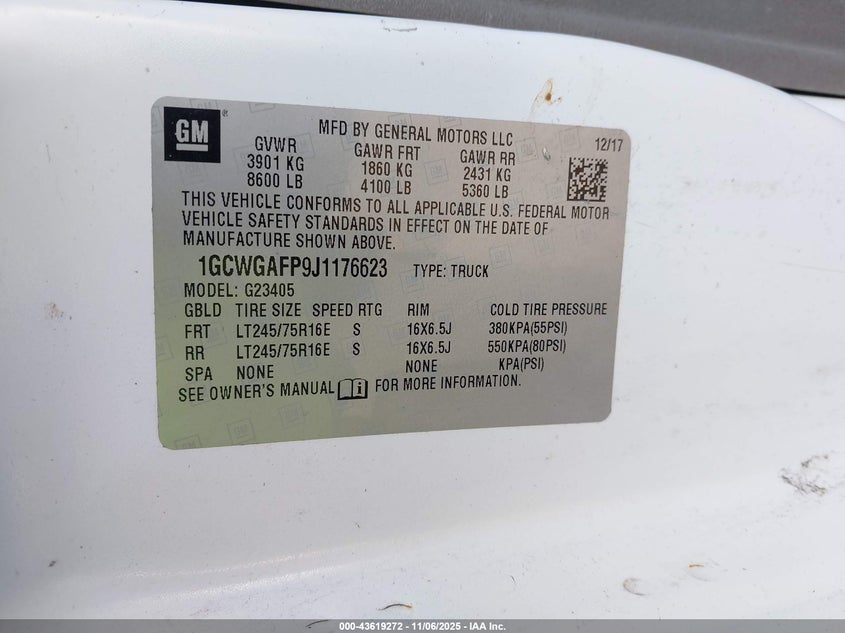 GM
MFD BY GENERAL MOTORS LLC 12/17
GVWR GAWR FRT GAWR RR
3901 KG 1860 KG 2431 KG
8600 LB 4100 LB 5360 LB
THIS VEHICLE CONFORMS TO ALL APPLICABLE U.S. FEDERAL MOTOR
VEHICLE SAFETY STANDARDS IN EFFECT ON THE DATE OF
MANUFACTURE SHOWN ABOVE.
1GCWGAFP9J1176623 TYPE: TRUCK
MODEL: G23405
GBLD TIRE SIZE SPEED RTG RIM COLD TIRE PRESSURE
FRT LT245/75R16E S 16X6.5J 380KPA(55PSI)
RR LT245/75R16E S 16X6.5J 550KPA(80PSI)
SPA NONE NONE KPA(PSI)
SEE OWNER'S MANUAL i FOR MORE INFORMATION.
000-43619272 - 11/06/2025 - IAA Inc.